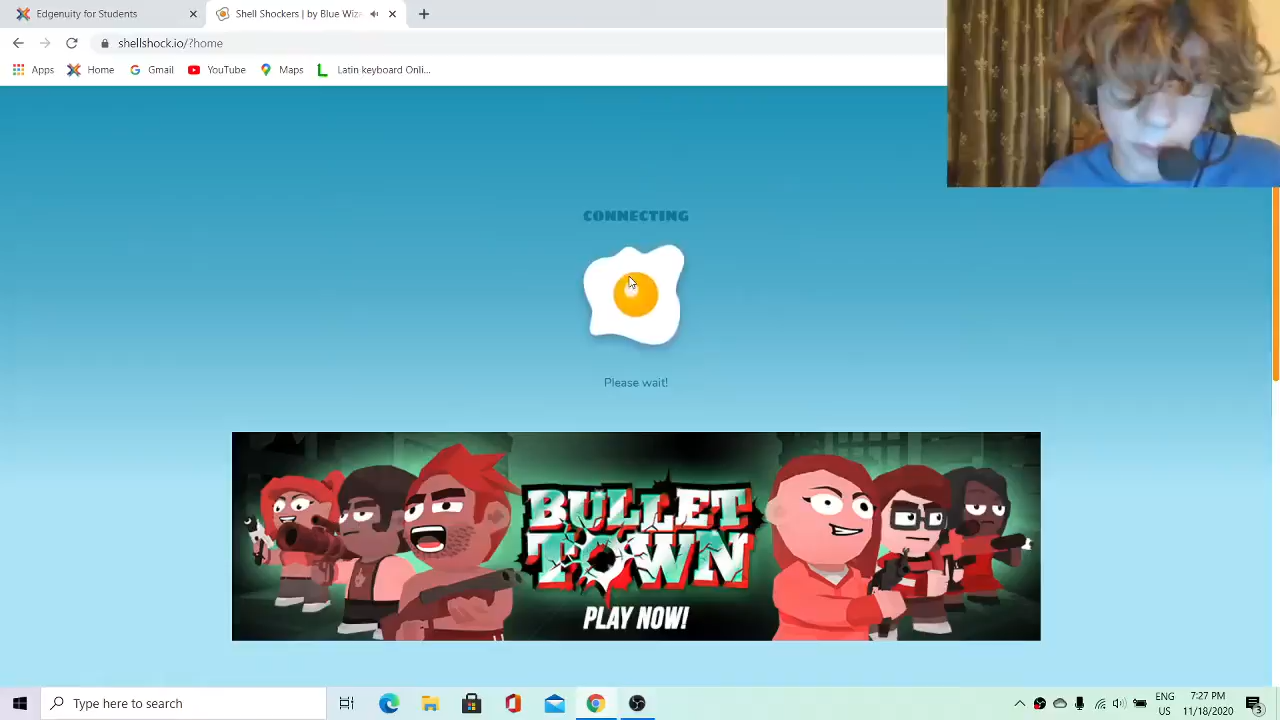 Edgenuity for Students
Shell Shockers | by Blue Wiz
shellshock.io/?home
Apps
Home
Gmail
YouTube
Maps
Latin keyboard Onli...
CONNECTING
Please wait!
BULLET
TOWN
PLAY NOW!
Type here to search
ENG
US
7:27 PM
11/18/2020
3